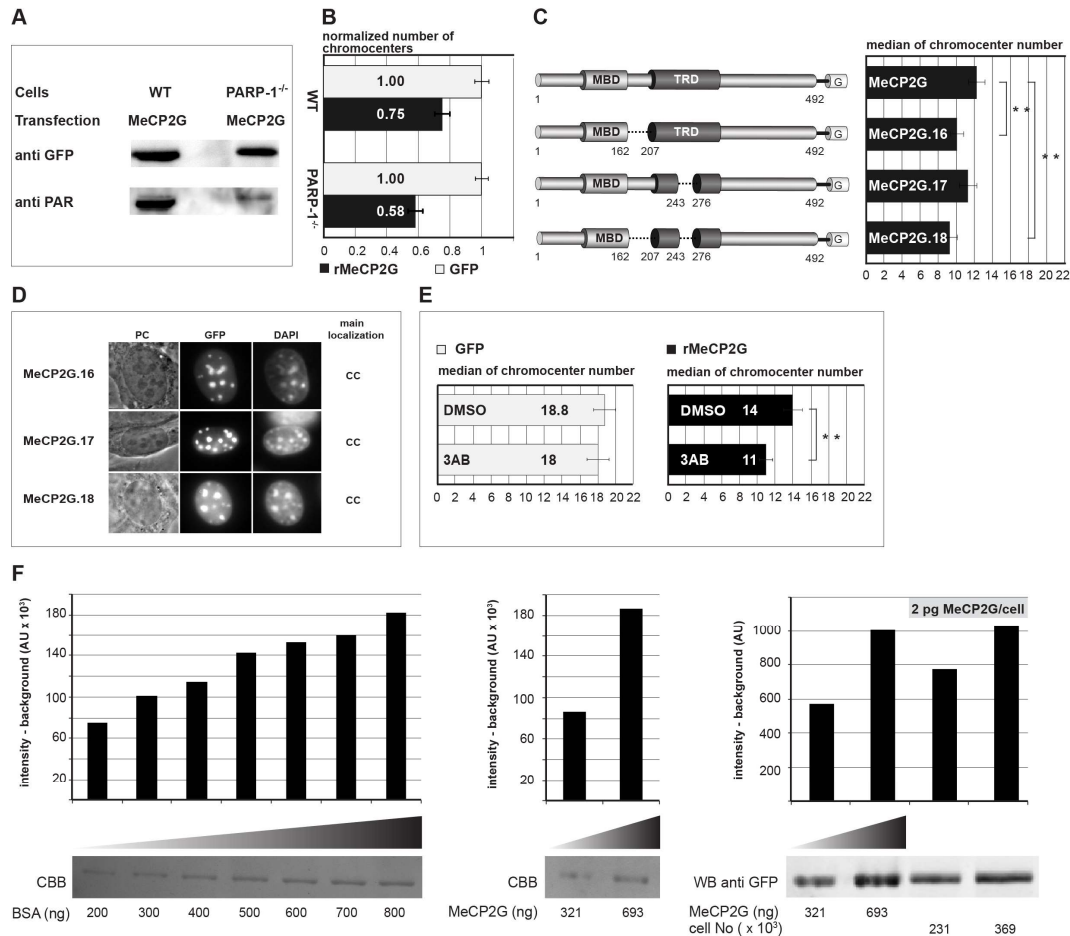 A
Cells WT PARP-1-/-
Transfection MeCP2G MeCP2G
anti GFP
anti PAR
B
normalized number of
chromocenters
WT
1.00
0.75
PARP-1-/-
1.00
0.58
0 0.2 0.4 0.6 0.8 1
rMeCP2G GFP
C
MBD TRD G
1 492
MBD TRD G
1 162 207 492
MBD G
1 243 276 492
MBD G
1 162 207 243 276 492
median of chromocenter number
MeCP2G
MeCP2G.16
MeCP2G.17
MeCP2G.18
* *
* *
0 2 4 6 8 10 12 14 16 18 20 22
D
PC GFP DAPI main
localization
MeCP2G.16 CC
MeCP2G.17 CC
MeCP2G.18 CC
E
GFP
median of chromocenter number
DMSO 18.8
3AB 18
0 2 4 6 8 10 12 14 16 18 20 22
rMeCP2G
median of chromocenter number
DMSO 14
3AB 11
* *
0 2 4 6 8 10 12 14 16 18 20 22
F
intensity - background (AU x 10³)
180
140
100
60
20
CBB
BSA (ng) 200 300 400 500 600 700 800
intensity - background (AU x 10³)
180
140
100
60
20
CBB
MeCP2G (ng) 321 693
2 pg MeCP2G/cell
intensity - background (AU)
1000
800
600
400
200
WB anti GFP
MeCP2G (ng) 321 693
cell No ( x 10³) 231 369